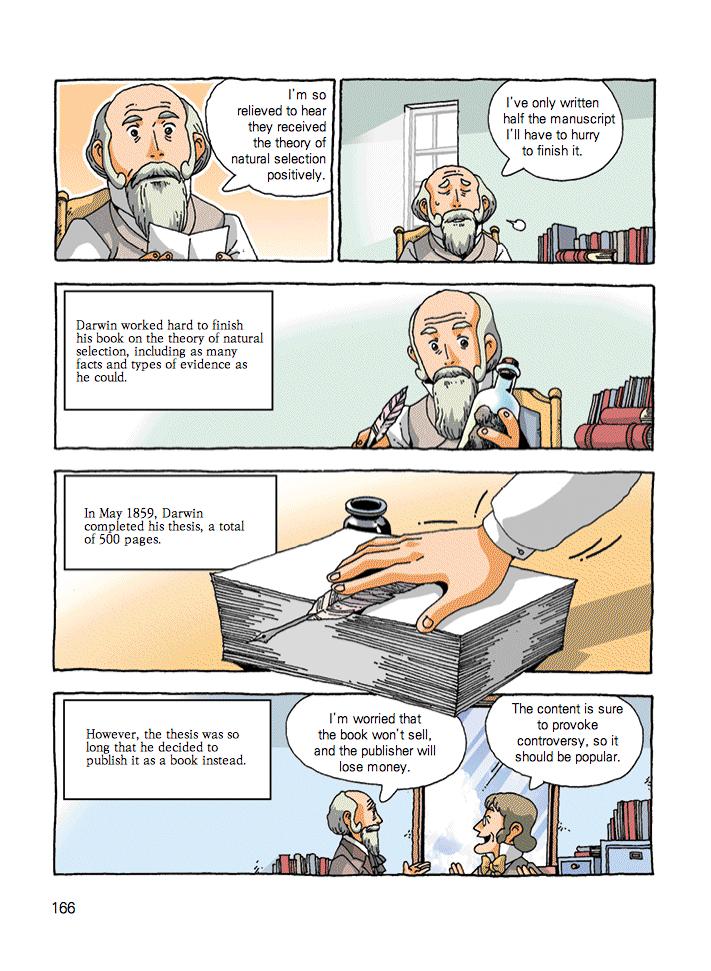 I'm so
relieved to hear
they received
the theory of
natural selection
positively.
I've only written
half the manuscript
I'll have to hurry
to finish it.
Darwin worked hard to finish
his book on the theory of natural
selection, including as many
facts and types of evidence as
he could.
In May 1859, Darwin
completed his thesis, a total
of 500 pages.
However, the thesis was so
long that he decided to
publish it as a book instead.
I'm worried that
the book won't sell,
and the publisher will
lose money.
The content is sure
to provoke
controversy, so it
should be popular.
166